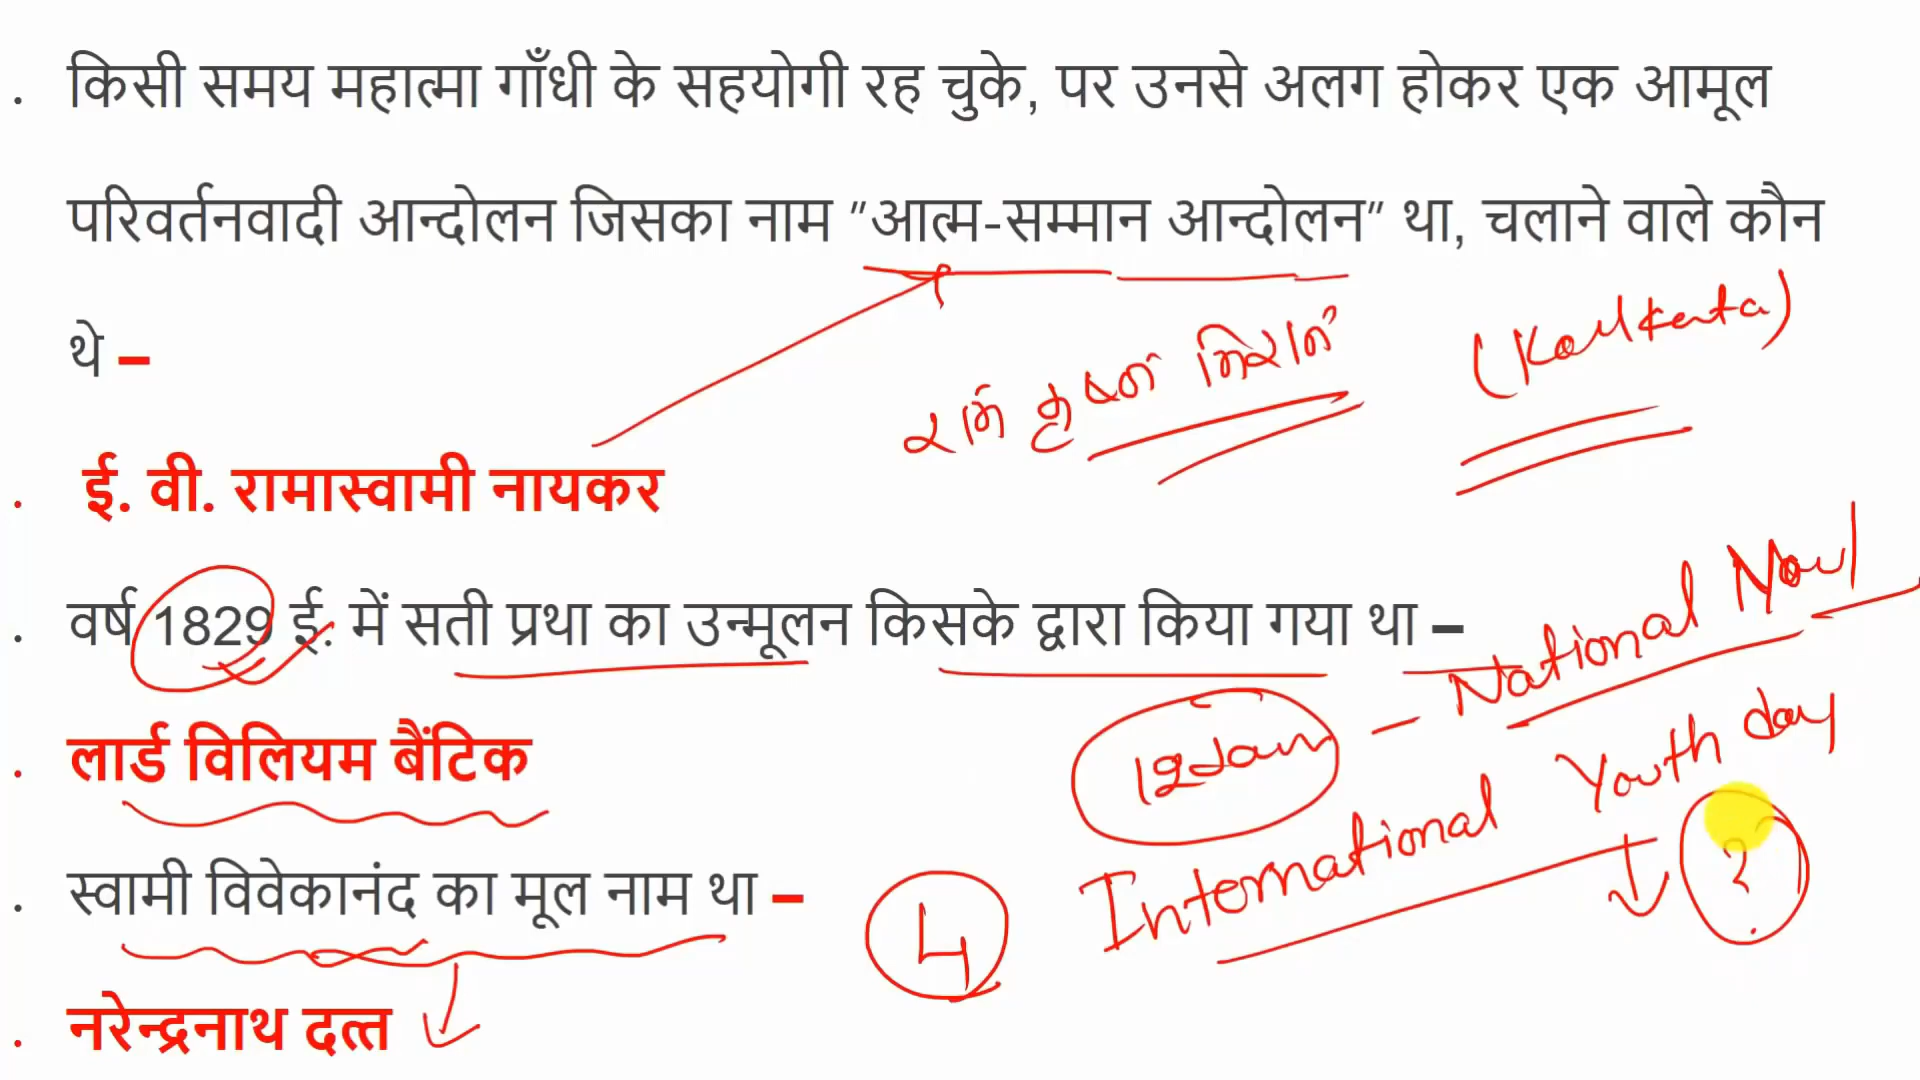 . किसी समय महात्मा गाँधी के सहयोगी रह चुके, पर उनसे अलग होकर एक आमूल
परिवर्तनवादी आन्दोलन जिसका नाम "आत्म-सम्मान आन्दोलन" था, चलाने वाले कौन
थे –
(Kolkata)
. ई. वी. रामास्वामी नायकर
. वर्ष 1829 ई. में सती प्रथा का उन्मूलन किसके द्वारा किया गया था –
National
12 Jan
Youth day
. लार्ड विलियम बैंटिक
International
?
. स्वामी विवेकानंद का मूल नाम था –
4
. नरेन्द्रनाथ दत्त